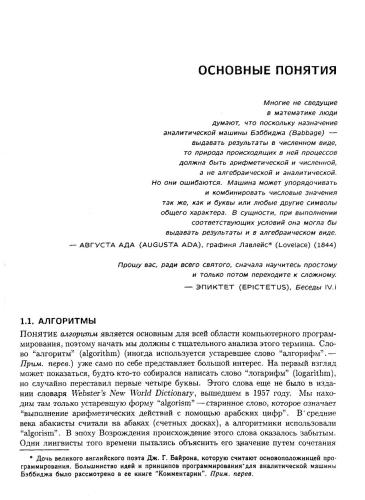 ОСНОВНЫЕ ПОНЯТИЯ
Многие не сведущие
в математике люди
думают, что поскольку назначение
аналитической машины Бэббиджа (Babbage) —
выдавать результаты в численном виде,
то природа происходящих в ней процессов
должна быть арифметической и численной,
а не алгебраической и аналитической.
Но они ошибаются. Машина может упорядочивать
и комбинировать числовые значения
так же, как и буквы или любые другие символы
общего характера. В сущности, при выполнении
соответствующих условий она могла бы
выдавать результаты и в алгебраическом виде.
— АВГУСТА АДА (AUGUSTA ADA), графиня Лавлейс* (Lovelace) (1844)
Прошу вас, ради всего святого, сначала научитесь простому
и только потом переходите к сложному.
— ЭПИКТЕТ (EPICTETUS), Беседы IV.i
1.1. АЛГОРИТМЫ
ПОНЯТИЕ алгоритм является основным для всей области компьютерного програм-
мирования, поэтому начать мы должны с тщательного анализа этого термина. Сло-
во "алгоритм" (algorithm) (иногда используется устаревшее слово "алгорифм".—
Прим. перев.) уже само по себе представляет большой интерес. На первый взгляд
может показаться, будто кто-то собирался написать слово "логарифм" (logarithm),
но случайно переставил первые четыре буквы. Этого слова еще не было в изда-
нии словаря Webster's New World Dictionary, вышедшем в 1957 году. Мы нахо-
дим там только устаревшую форму "algorism" — старинное слово, которое означает
"выполнение арифметических действий с помощью арабских цифр". В средние
века абакисты считали на абаках (счетных досках), а алгоритмики использовали
"algorism". В эпоху Возрождения происхождение этого слова оказалось забытым.
Одни лингвисты того времени пытались объяснить его значение путем сочетания
* Дочь великого английского поэта Дж. Г. Байрона, которую считают основоположницей про-
граммирования. Большинство идей и принципов программирования для аналитической машины
Бэббиджа было рассмотрено в ее книге "Комментарии". Прим. перев.